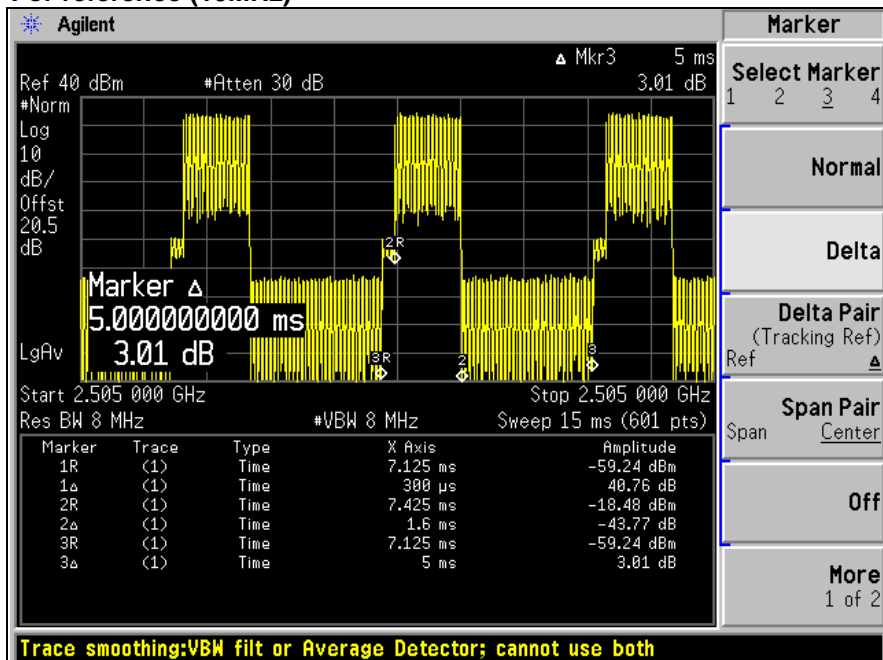 Agilent
Marker
Δ Mkr3 5 ms
Ref 40 dBm #Atten 30 dB 3.01 dB
#Norm
Log
10
dB/
Offst
20.5
dB
LgAv
2R
3R
2
3
Marker Δ
5.000000000 ms
3.01 dB
Start 2.505 000 GHz Stop 2.505 000 GHz
Res BW 8 MHz #VBW 8 MHz Sweep 15 ms (601 pts)
Marker Trace Type X Axis Amplitude
1R (1) Time 7.125 ms -59.24 dBm
1Δ (1) Time 300 µs 40.76 dB
2R (1) Time 7.425 ms -18.48 dBm
2Δ (1) Time 1.6 ms -43.77 dB
3R (1) Time 7.125 ms -59.24 dBm
3Δ (1) Time 5 ms 3.01 dB
Select Marker
1 2 3 4
Normal
Delta
Delta Pair
(Tracking Ref)
Ref Δ
Span Pair
Span Center
Off
More
1 of 2
Trace smoothing:VBW filt or Average Detector; cannot use both